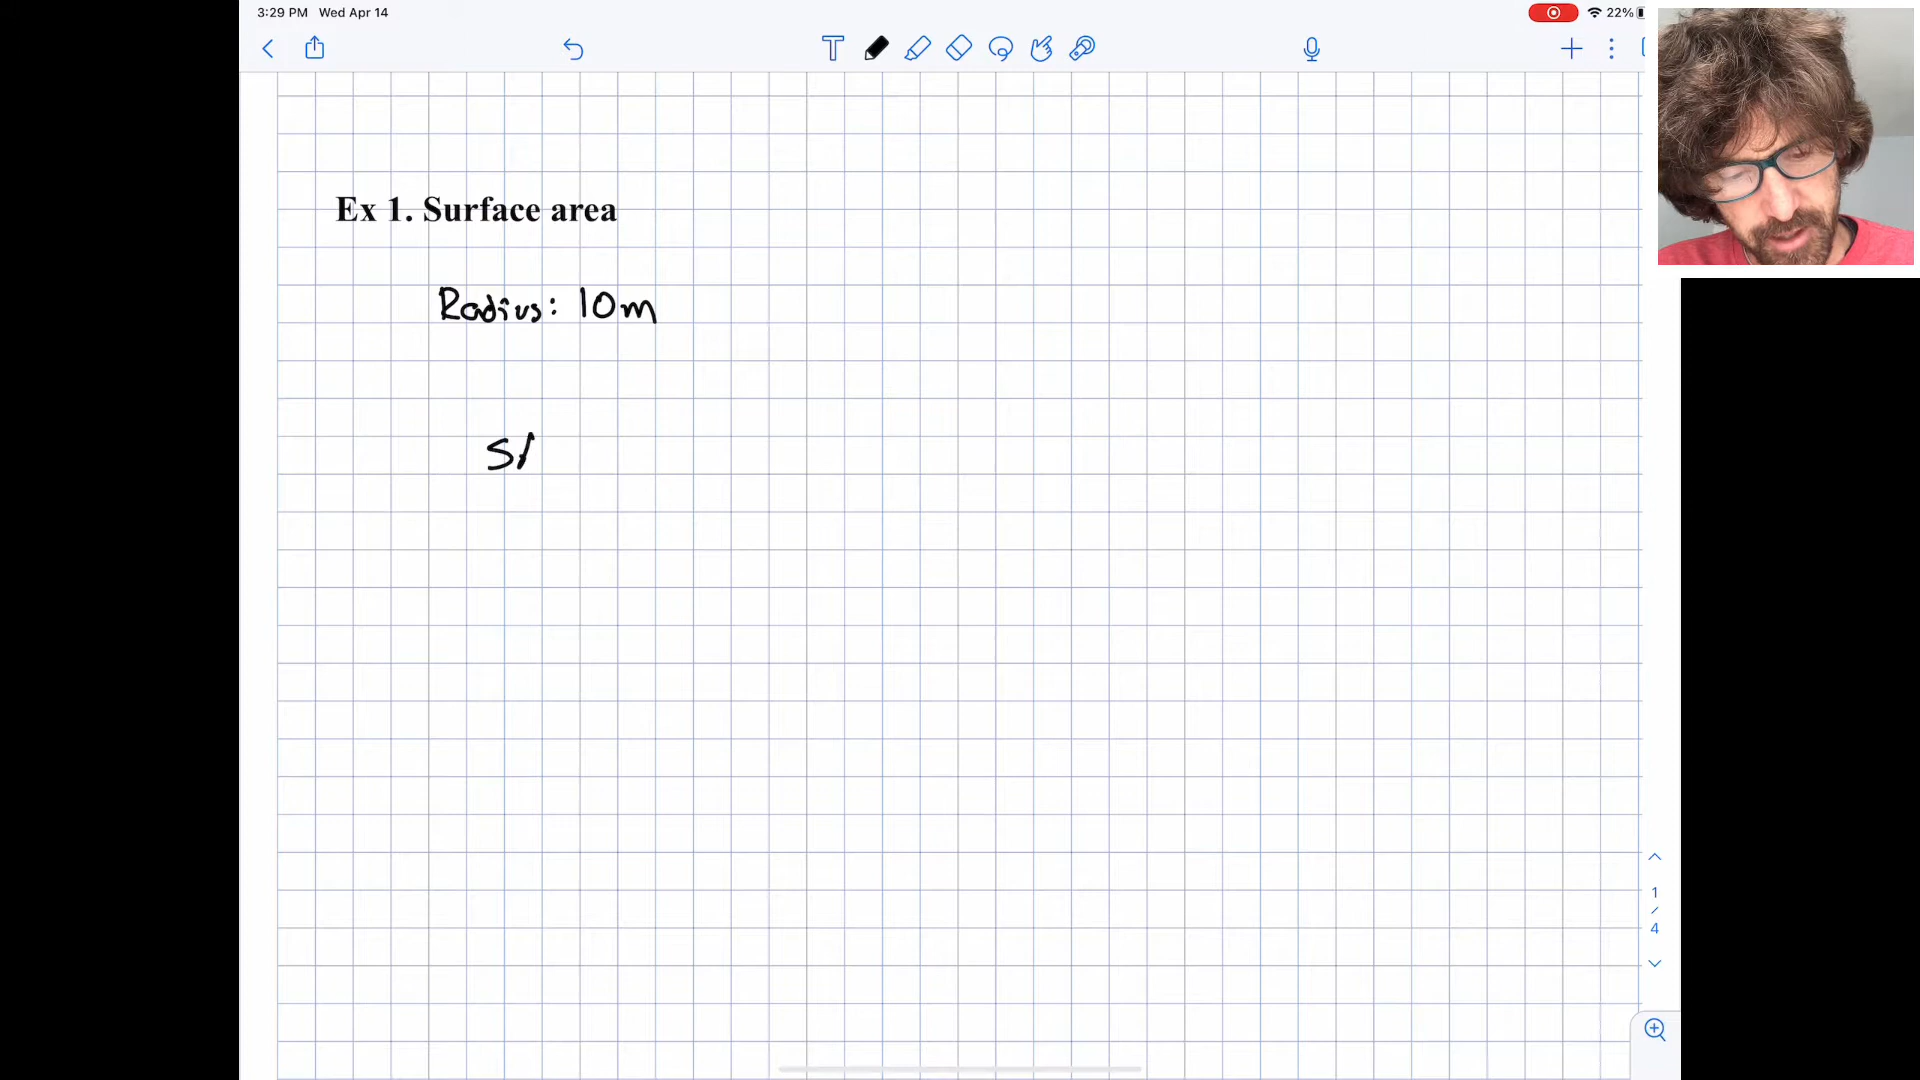 3:29 PM Wed Apr 14
22%
Ex 1. Surface area
Radius: 10m
S
1
/
4